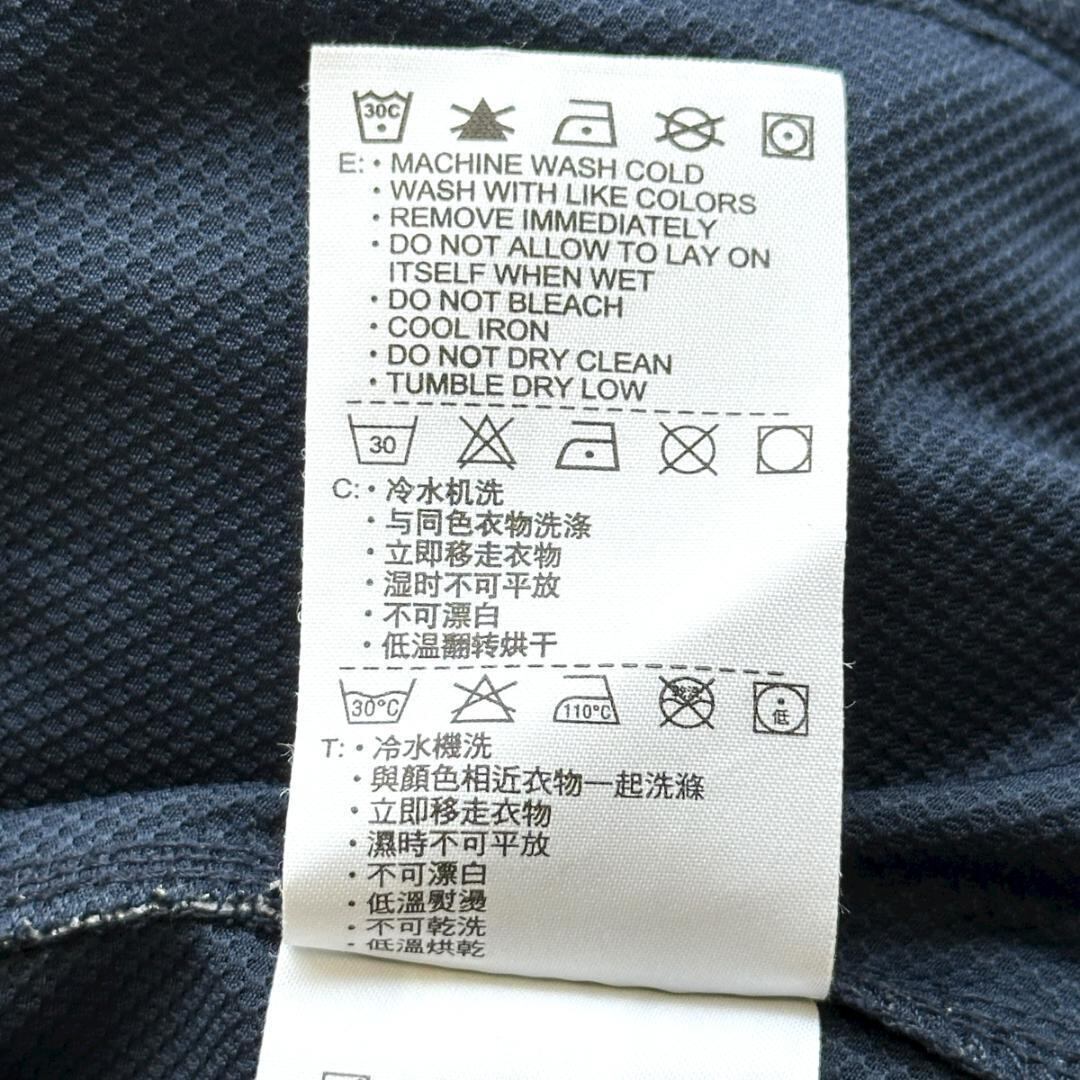 30C
E: • MACHINE WASH COLD
• WASH WITH LIKE COLORS
• REMOVE IMMEDIATELY
• DO NOT ALLOW TO LAY ON
ITSELF WHEN WET
• DO NOT BLEACH
• COOL IRON
• DO NOT DRY CLEAN
• TUMBLE DRY LOW
30
C: • 冷水机洗
• 与同色衣物洗涤
• 立即移走衣物
• 湿时不可平放
• 不可漂白
• 低温翻转烘干
30°C 110°C 乾洗 低
T: • 冷水機洗
• 與顏色相近衣物一起洗滌
• 立即移走衣物
• 濕時不可平放
• 不可漂白
• 低溫熨燙
• 不可乾洗
• 低溫烘乾